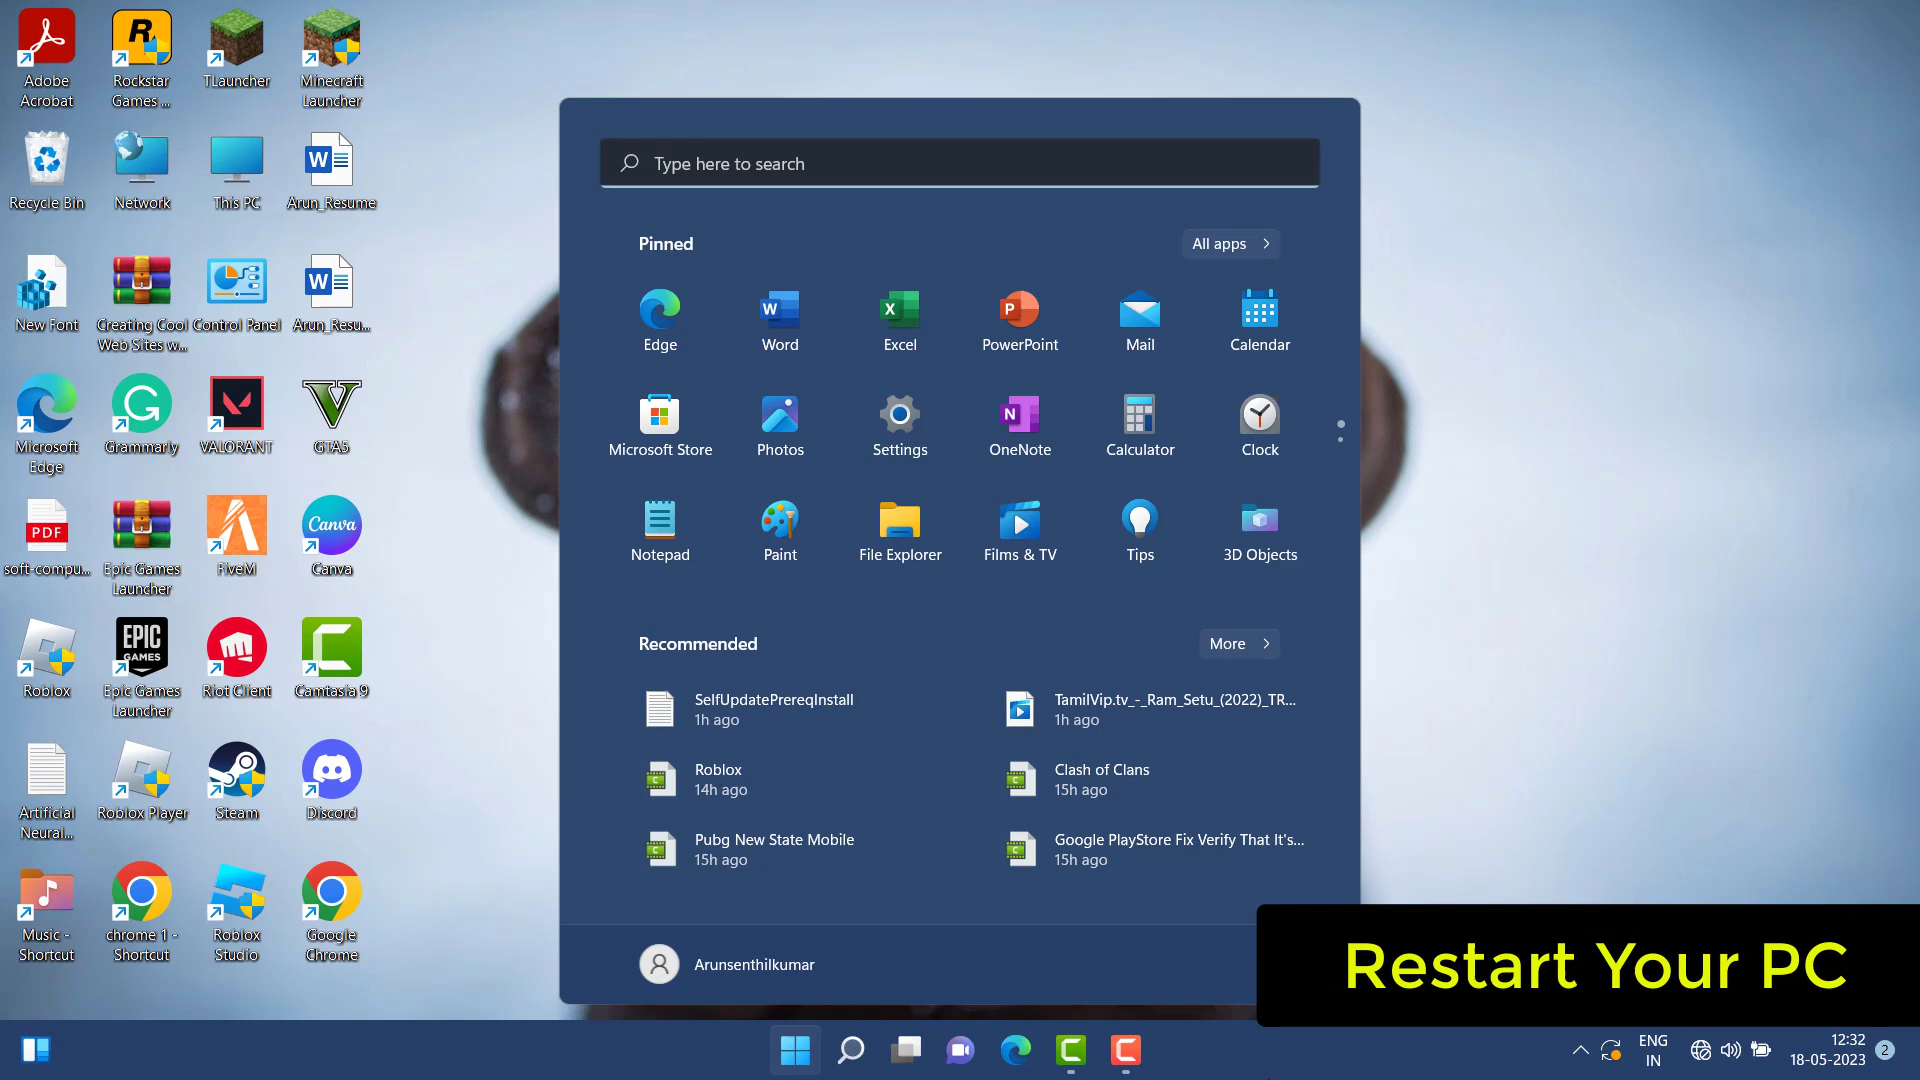 Adobe
Acrobat
Rockstar
Games ...
TLauncher
Minecraft
Launcher
Recycle Bin
Network
This PC
Arun_Resume
New Font
Creating Cool
Web Sites w...
Control Panel
Arun_Resu...
Microsoft
Edge
Grammarly
VALORANT
GTA5
PDF
soft-compu...
Epic Games
Launcher
FiveM
Canva
Canva
Roblox
EPIC
GAMES
Epic Games
Launcher
Riot Client
Camtasia 9
Artificial
Neural...
Roblox Player
Steam
Discord
Music -
Shortcut
chrome 1 -
Shortcut
Roblox
Studio
Google
Chrome
Type here to search
Pinned
All apps
Edge
Word
Excel
PowerPoint
Mail
Calendar
Microsoft Store
Photos
Settings
OneNote
Calculator
Clock
Notepad
Paint
File Explorer
Films & TV
Tips
3D Objects
Recommended
More
SelfUpdatePrereqInstall
1h ago
TamilVip.tv_-_Ram_Setu_(2022)_TR...
1h ago
Roblox
14h ago
Clash of Clans
15h ago
Pubg New State Mobile
15h ago
Google PlayStore Fix Verify That It's...
15h ago
Arunsenthilkumar
Restart Your PC
ENG
IN
12:32
18-05-2023
2